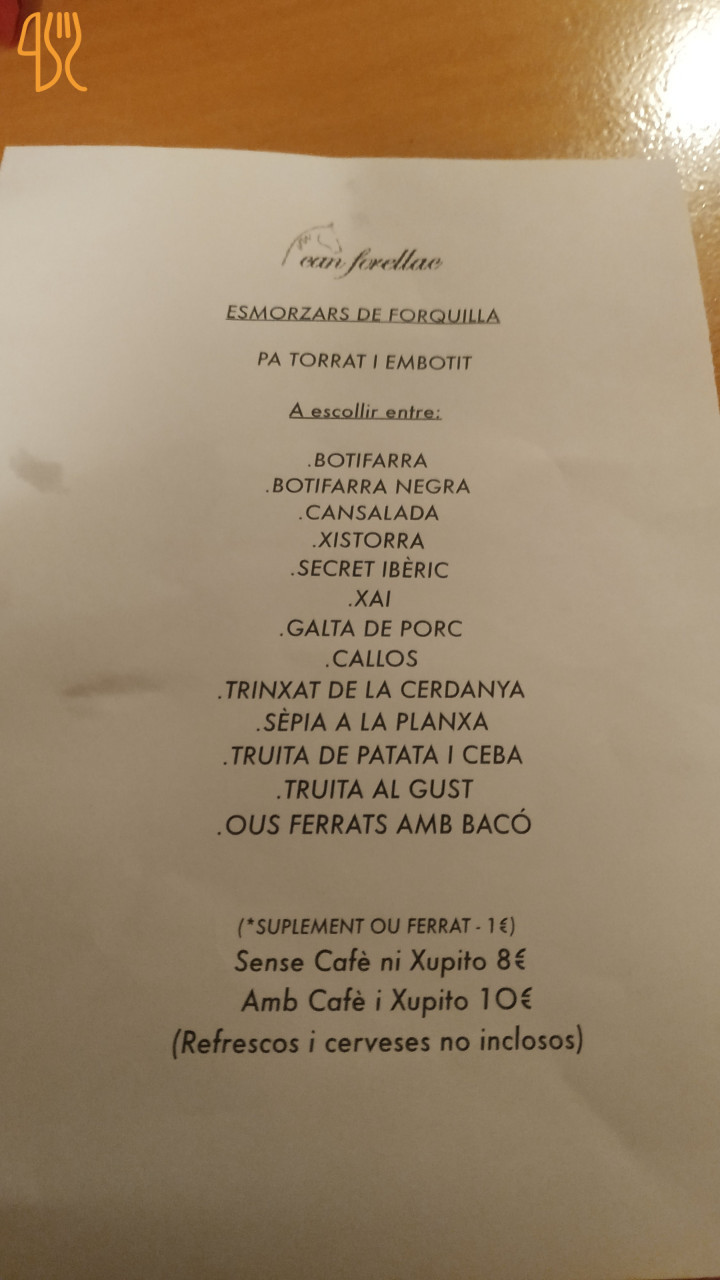 can forellac
ESMORZARS DE FORQUILLA
PA TORRAT I EMBOTIT
A escollir entre:
.BOTIFARRA
.BOTIFARRA NEGRA
.CANSALADA
.XISTORRA
.SECRET IBÈRIC
.XAI
.GALTA DE PORC
.CALLOS
.TRINXAT DE LA CERDANYA
.SÈPIA A LA PLANXA
.TRUITA DE PATATA I CEBA
.TRUITA AL GUST
.OUS FERRATS AMB BACÓ
(*SUPLEMENT OU FERRAT - 1€)
Sense Cafè ni Xupito 8€
Amb Cafè i Xupito 10€
(Refrescos i cerveses no inclosos)